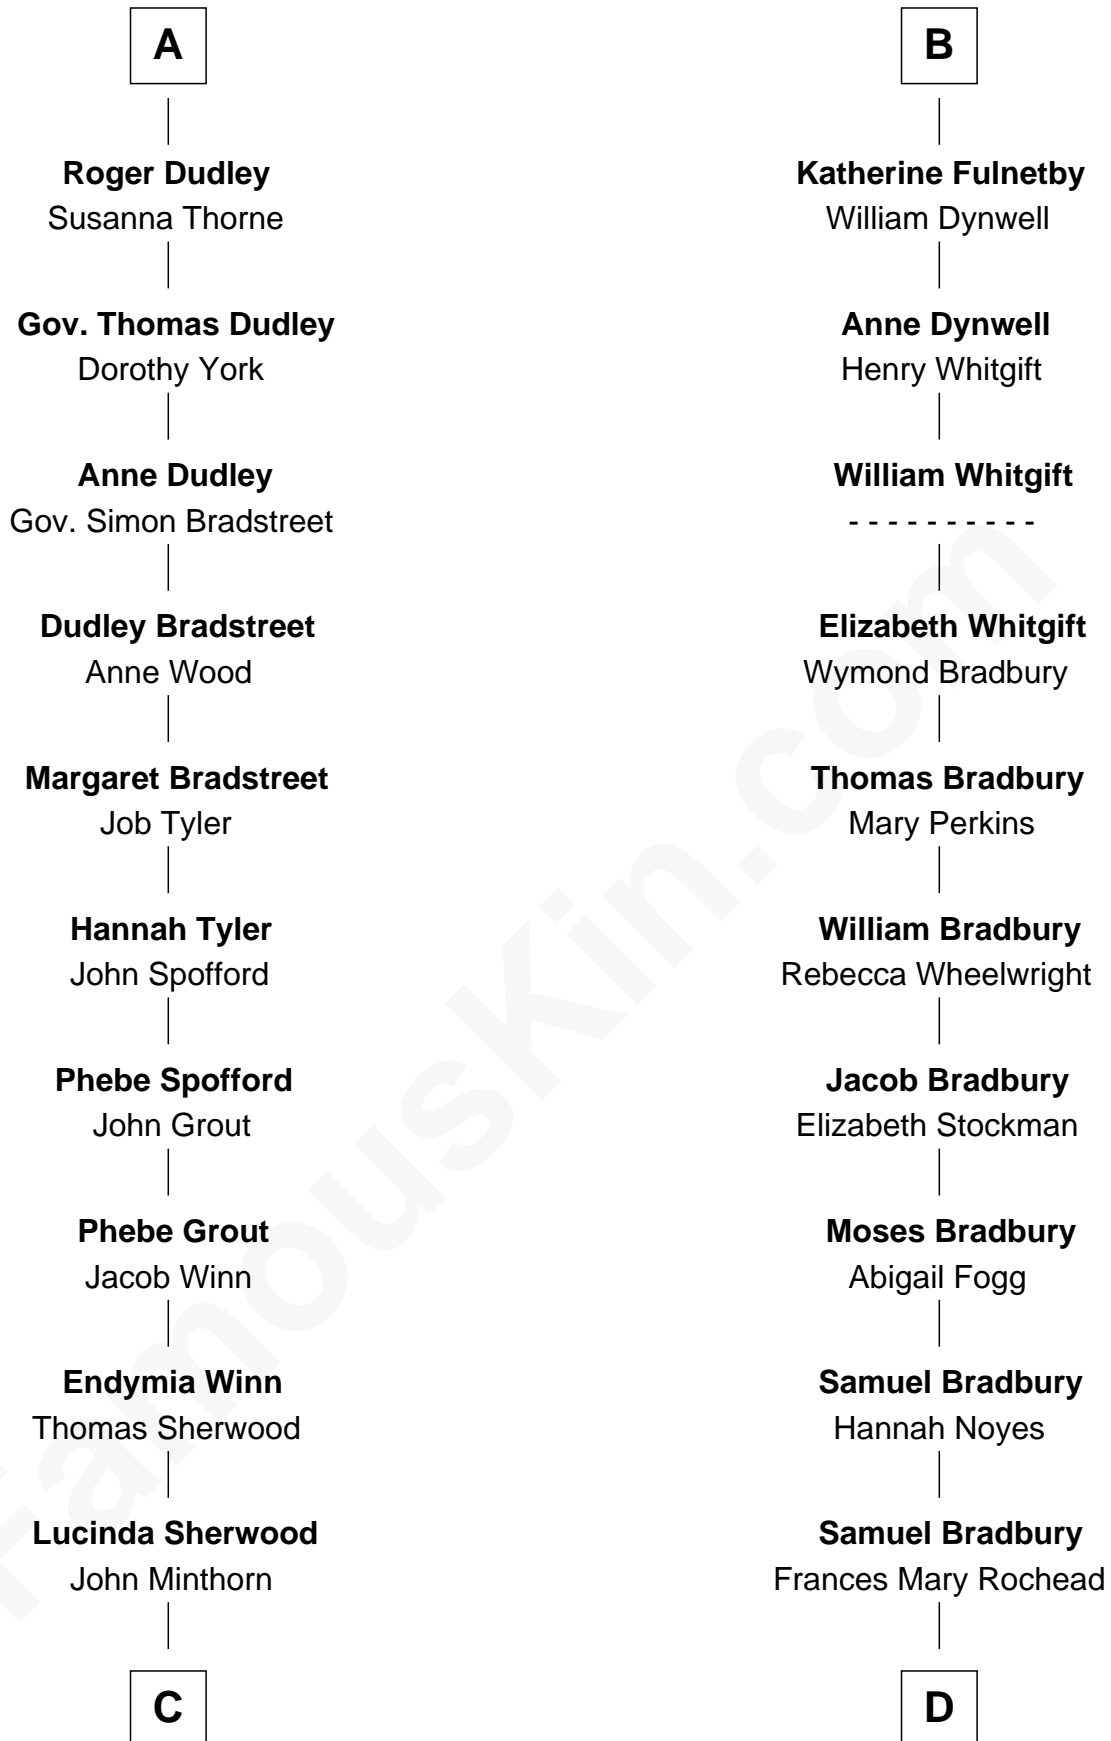 A
Roger Dudley
Susanna Thorne
Gov. Thomas Dudley
Dorothy York
Anne Dudley
Gov. Simon Bradstreet
Dudley Bradstreet
Anne Wood
Margaret Bradstreet
Job Tyler
Hannah Tyler
John Spofford
Phebe Spofford
John Grout
Phebe Grout
Jacob Winn
Endymia Winn
Thomas Sherwood
Lucinda Sherwood
John Minthorn
C
B
Katherine Fulnetby
William Dynwell
Anne Dynwell
Henry Whitgift
William Whitgift
- - - - - - - - - -
Elizabeth Whitgift
Wymond Bradbury
Thomas Bradbury
Mary Perkins
William Bradbury
Rebecca Wheelwright
Jacob Bradbury
Elizabeth Stockman
Moses Bradbury
Abigail Fogg
Samuel Bradbury
Hannah Noyes
Samuel Bradbury
Frances Mary Rochead
D
FamousKin.com